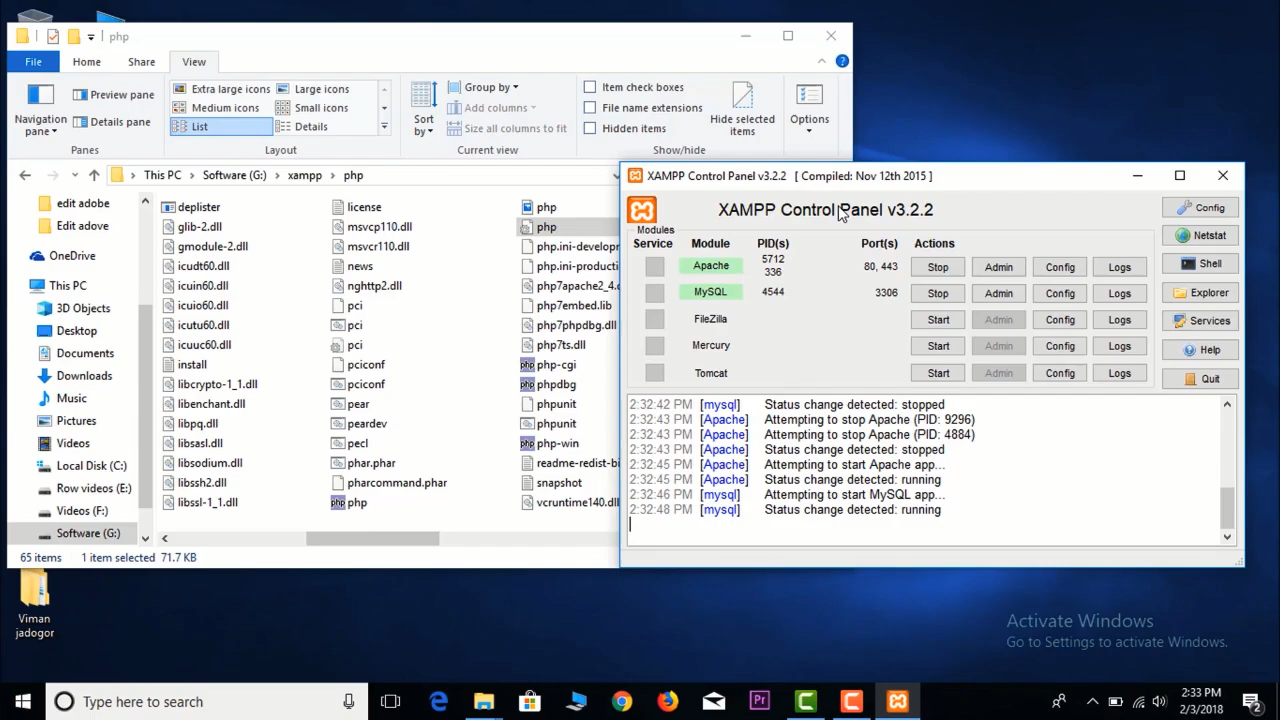 php
File
Home
Share
View
Navigation pane
Preview pane
Details pane
Panes
Extra large icons
Large icons
Medium icons
Small icons
List
Details
Layout
Sort by
Group by
Add columns
Size all columns to fit
Current view
Item check boxes
File name extensions
Hidden items
Hide selected items
Show/hide
Options
This PC
Software (G:)
xampp
php
edit adobe
Edit adove
OneDrive
This PC
3D Objects
Desktop
Documents
Downloads
Music
Pictures
Videos
Local Disk (C:)
Row videos (E:)
Videos (F:)
Software (G:)
deplister
glib-2.dll
gmodule-2.dll
icudt60.dll
icuin60.dll
icuio60.dll
icutu60.dll
icuuc60.dll
install
libcrypto-1_1.dll
libenchant.dll
libpq.dll
libsasl.dll
libsodium.dll
libssh2.dll
libssl-1_1.dll
license
msvcp110.dll
msvcr110.dll
news
nghttp2.dll
pci
pci
pciconf
pciconf
pear
peardev
pecl
phar.phar
pharcommand.phar
php
php
php
php.ini-develop
php.ini-producti
php7apache2_4.
php7embed.lib
php7phpdbg.dll
php7ts.dll
php-cgi
phpdbg
phpunit
phpunit
php-win
readme-redist-bi
snapshot
vcruntime140.dll
65 items
1 item selected 71.7 KB
XAMPP Control Panel v3.2.2 [ Compiled: Nov 12th 2015 ]
XAMPP Control Panel v3.2.2
Modules
Service Module PID(s) Port(s) Actions
Apache 5712 336 80, 443 Stop Admin Config Logs
MySQL 4544 3306 Stop Admin Config Logs
FileZilla Start Admin Config Logs
Mercury Start Admin Config Logs
Tomcat Start Admin Config Logs
Config
Netstat
Shell
Explorer
Services
Help
Quit
2:32:42 PM [mysql] Status change detected: stopped
2:32:43 PM [Apache] Attempting to stop Apache (PID: 9296)
2:32:43 PM [Apache] Attempting to stop Apache (PID: 4884)
2:32:43 PM [Apache] Status change detected: stopped
2:32:45 PM [Apache] Attempting to start Apache app...
2:32:45 PM [Apache] Status change detected: running
2:32:46 PM [mysql] Attempting to start MySQL app...
2:32:48 PM [mysql] Status change detected: running
Viman
jadogor
Activate Windows
Go to Settings to activate Windows.
Type here to search
Pr
2:33 PM
2/3/2018
2